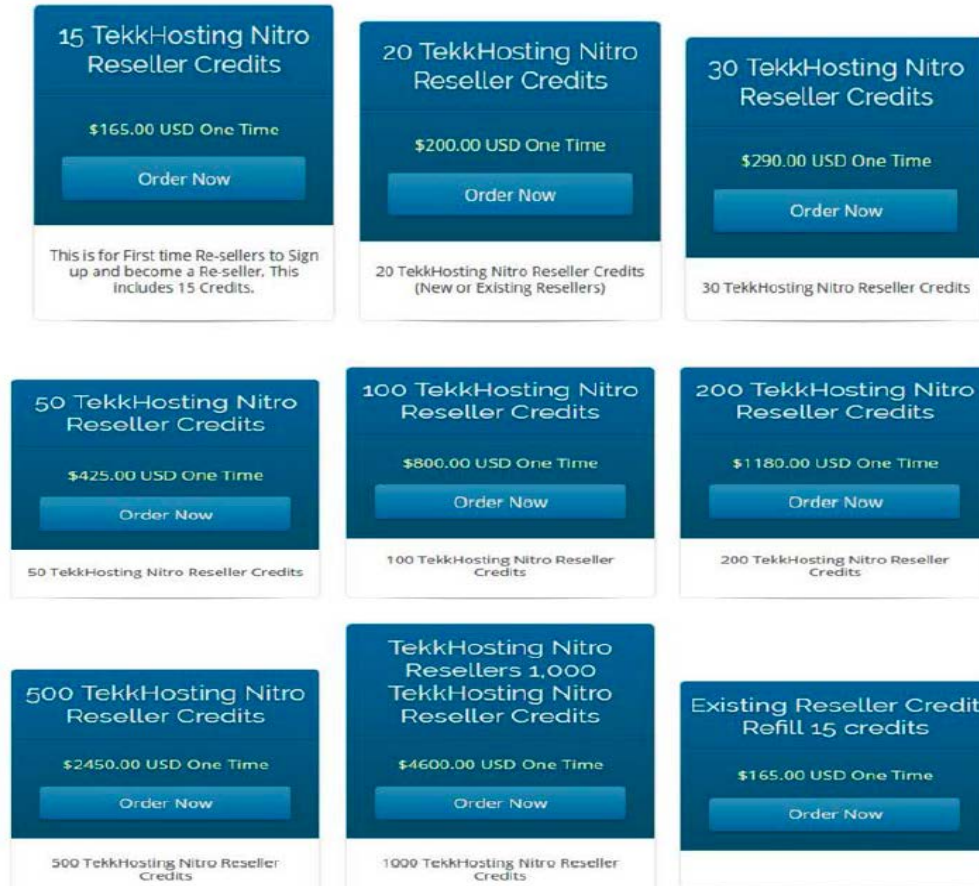 15 TekkHosting Nitro
Reseller Credits
$165.00 USD One Time
Order Now
This is for First time Re-sellers to Sign
up and become a Re-seller. This
includes 15 Credits.
20 TekkHosting Nitro
Reseller Credits
$200.00 USD One Time
Order Now
20 TekkHosting Nitro Reseller Credits
(New or Existing Resellers)
30 TekkHosting Nitro
Reseller Credits
$290.00 USD One Time
Order Now
30 TekkHosting Nitro Reseller Credits
50 TekkHosting Nitro
Reseller Credits
$425.00 USD One Time
Order Now
50 TekkHosting Nitro Reseller Credits
100 TekkHosting Nitro
Reseller Credits
$800.00 USD One Time
Order Now
100 TekkHosting Nitro Reseller
Credits
200 TekkHosting Nitro
Reseller Credits
$1180.00 USD One Time
Order Now
200 TekkHosting Nitro Reseller
Credits
500 TekkHosting Nitro
Reseller Credits
$2450.00 USD One Time
Order Now
500 TekkHosting Nitro Reseller
Credits
TekkHosting Nitro
Resellers 1,000
TekkHosting Nitro
Reseller Credits
$4600.00 USD One Time
Order Now
1000 TekkHosting Nitro Reseller
Credits
Existing Reseller Credit
Refill 15 credits
$165.00 USD One Time
Order Now